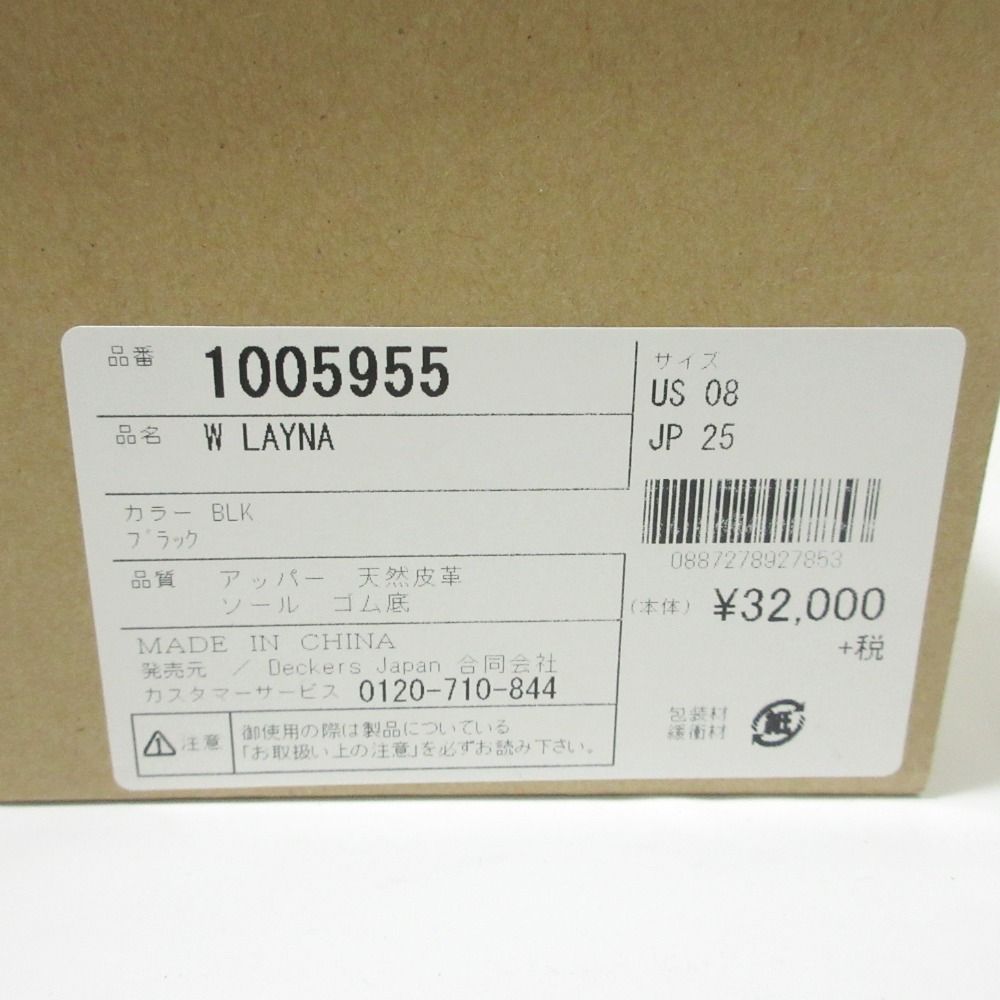 品番 1005955
品名 W LAYNA
カラー BLK
ブラック
品質 アッパー 天然皮革
ソール ゴム底
MADE IN CHINA
発売元 / Deckers Japan 合同会社
カスタマーサービス 0120-710-844
注意
御使用の際は製品についている
「お取扱い上の注意」を必ずお読み下さい。
サイズ
US 08
JP 25
0887278927853
(本体) ¥32,000
+税
包装材
緩衝材
紙